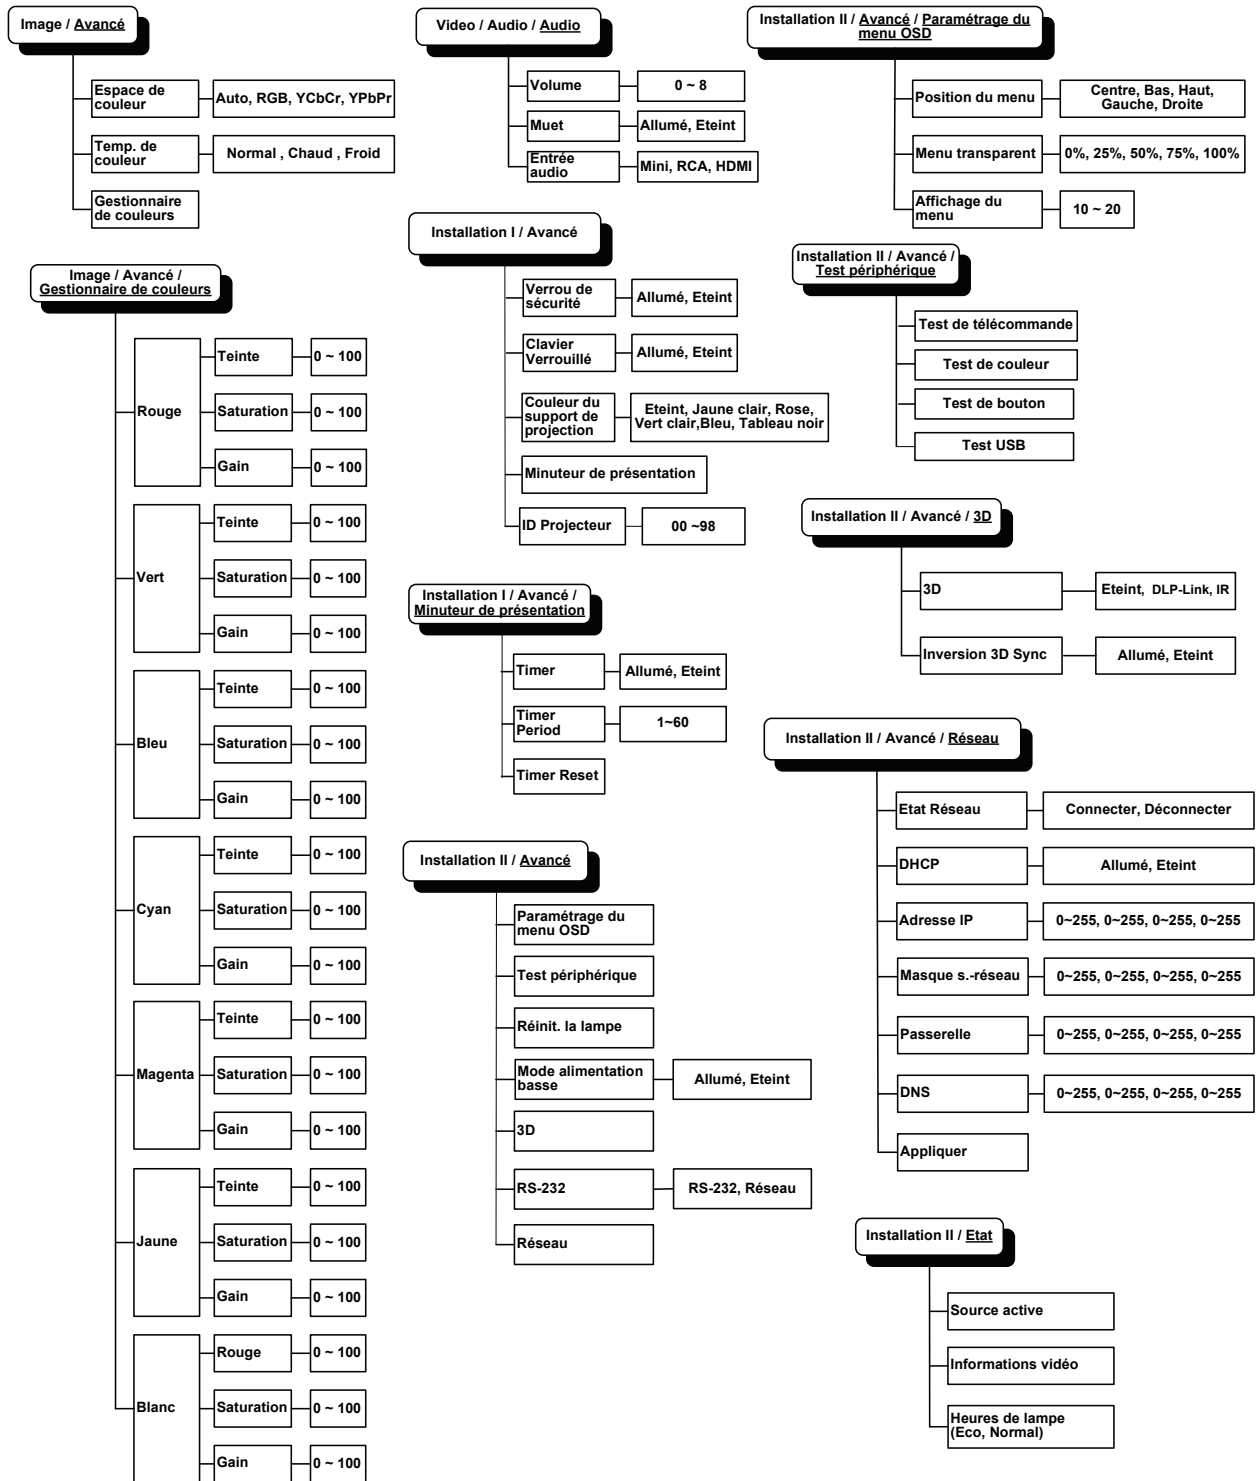 Image / Avancé
Espace de
couleur
Auto, RGB, YCbCr, YPbPr
Temp. de
couleur
Normal , Chaud , Froid
Gestionnaire
de couleurs
Image / Avancé /
Gestionnaire de couleurs
Rouge
Teinte
0 ~ 100
Saturation
0 ~ 100
Gain
0 ~ 100
Vert
Teinte
0 ~ 100
Saturation
0 ~ 100
Gain
0 ~ 100
Bleu
Teinte
0 ~ 100
Saturation
0 ~ 100
Gain
0 ~ 100
Cyan
Teinte
0 ~ 100
Saturation
0 ~ 100
Gain
0 ~ 100
Magenta
Teinte
0 ~ 100
Saturation
0 ~ 100
Gain
0 ~ 100
Jaune
Teinte
0 ~ 100
Saturation
0 ~ 100
Gain
0 ~ 100
Blanc
Rouge
0 ~ 100
Saturation
0 ~ 100
Gain
0 ~ 100
Video / Audio / Audio
Volume
0 ~ 8
Muet
Allumé, Eteint
Entrée
audio
Mini, RCA, HDMI
Installation I / Avancé
Verrou de
sécurité
Allumé, Eteint
Clavier
Verrouillé
Allumé, Eteint
Couleur du
support de
projection
Eteint, Jaune clair, Rose,
Vert clair,Bleu, Tableau noir
Minuteur de présentation
ID Projecteur
00 ~98
Installation I / Avancé /
Minuteur de présentation
Timer
Allumé, Eteint
Timer
Period
1~60
Timer Reset
Installation II / Avancé
Paramétrage du
menu OSD
Test périphérique
Réinit. la lampe
Mode alimentation
basse
Allumé, Eteint
3D
RS-232
RS-232, Réseau
Réseau
Installation II / Avancé / Paramétrage du
menu OSD
Position du menu
Centre, Bas, Haut,
Gauche, Droite
Menu transparent
0%, 25%, 50%, 75%, 100%
Affichage du
menu
10 ~ 20
Installation II / Avancé /
Test périphérique
Test de télécommande
Test de couleur
Test de bouton
Test USB
Installation II / Avancé / 3D
3D
Eteint, DLP-Link, IR
Inversion 3D Sync
Allumé, Eteint
Installation II / Avancé / Réseau
Etat Réseau
Connecter, Déconnecter
DHCP
Allumé, Eteint
Adresse IP
0~255, 0~255, 0~255, 0~255
Masque s.-réseau
0~255, 0~255, 0~255, 0~255
Passerelle
0~255, 0~255, 0~255, 0~255
DNS
0~255, 0~255, 0~255, 0~255
Appliquer
Installation II / Etat
Source active
Informations vidéo
Heures de lampe
(Eco, Normal)